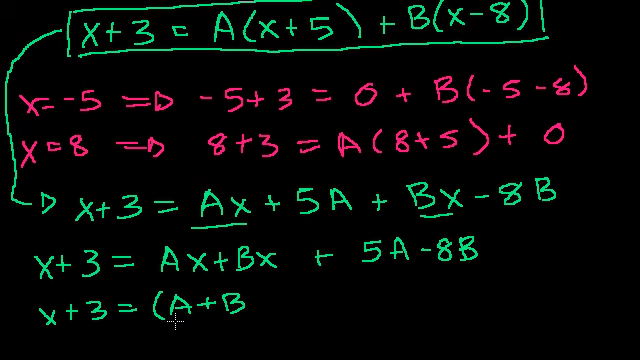 x+3 = A(x+5) + B(x-8)
x=-5 ⟹ -5+3 = 0 + B(-5-8)
x=8 ⟹ 8+3 = A(8+5) + 0
x+3 = Ax + 5A + Bx - 8B
x+3 = Ax+Bx + 5A-8B
x+3 = (A+B